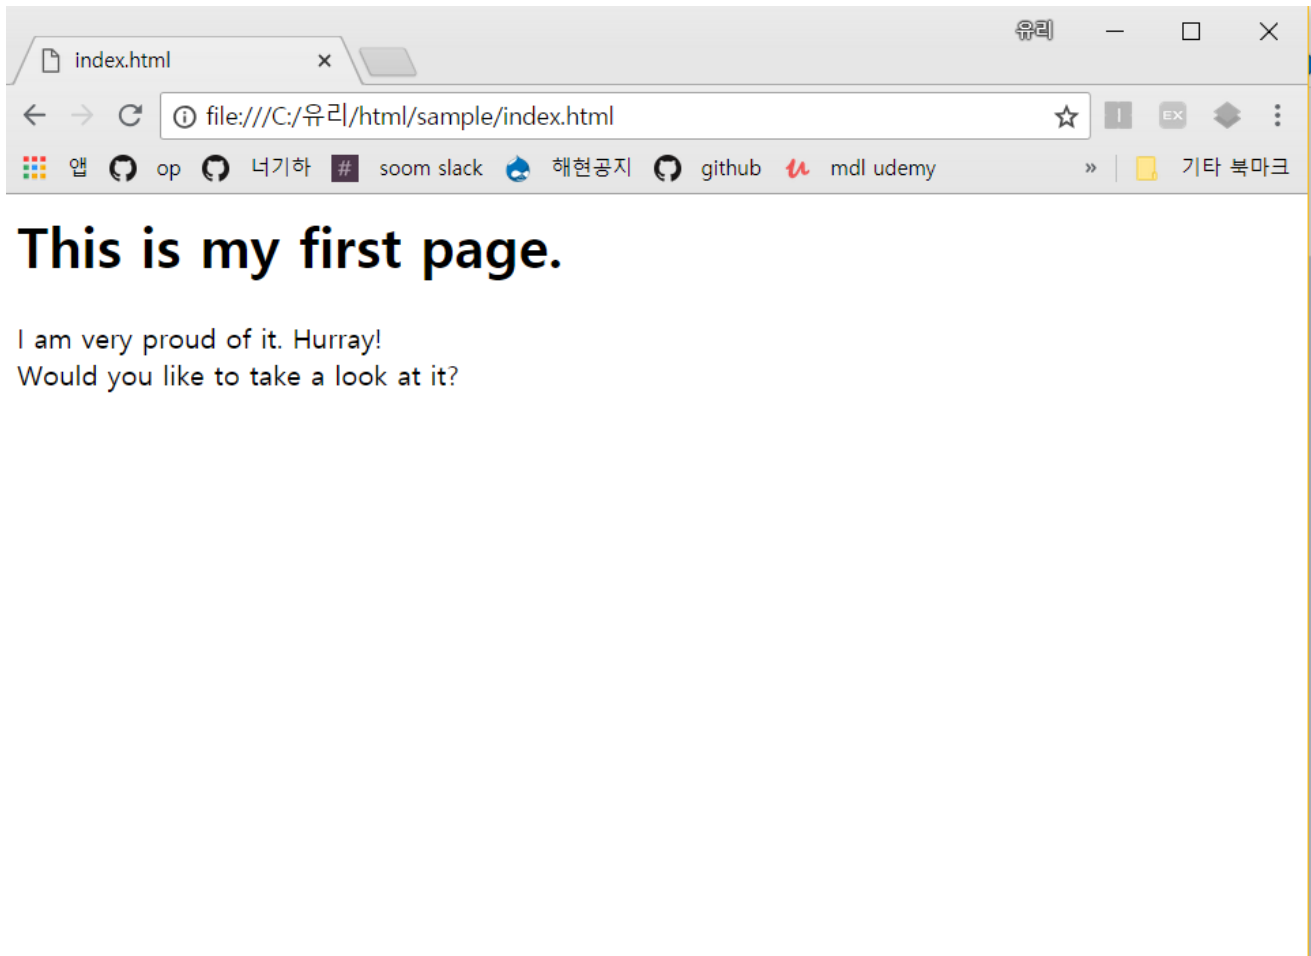 유리
index.html
file:///C:/유리/html/sample/index.html
EX
앱 op 너기하 # soom slack 해현공지 github mdl udemy » 기타 북마크
This is my first page.
I am very proud of it. Hurray!
Would you like to take a look at it?